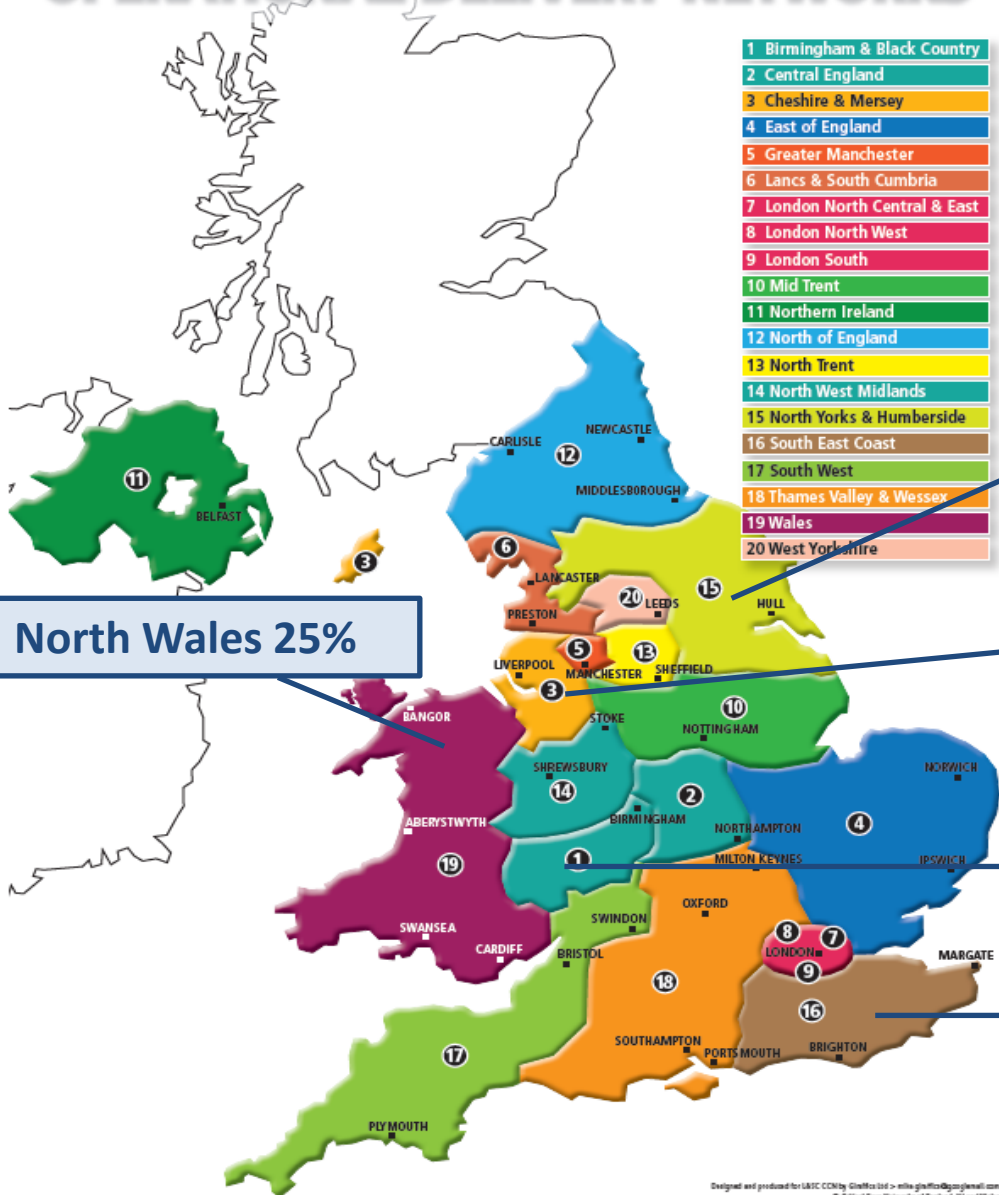 1 Birmingham & Black Country
2 Central England
3 Cheshire & Mersey
4 East of England
5 Greater Manchester
6 Lancs & South Cumbria
7 London North Central & East
8 London North West
9 London South
10 Mid Trent
11 Northern Ireland
12 North of England
13 North Trent
14 North West Midlands
15 North Yorks & Humberside
16 South East Coast
17 South West
18 Thames Valley & Wessex
19 Wales
20 West Yorkshire
NEWCASTLE
CARLISLE
12
MIDDLESBOROUGH
11
BELFAST
3
6
LANCASTER
20
LEEDS
15
HULL
PRESTON
North Wales 25%
5
13
LIVERPOOL
MANCHESTER
SHEFFIELD
3
BANGOR
STOKE
10
NOTTINGHAM
SHREWSBURY
14
2
NORWICH
ABERYSTWYTH
BIRMINGHAM
NORTHAMPTON
4
19
1
MILTON KEYNES
IPSWICH
OXFORD
SWANSEA
SWINDON
8
7
CARDIFF
BRISTOL
LONDON
MARGATE
9
18
16
SOUTHAMPTON
PORTSMOUTH
BRIGHTON
17
PLYMOUTH
Designed and produced for